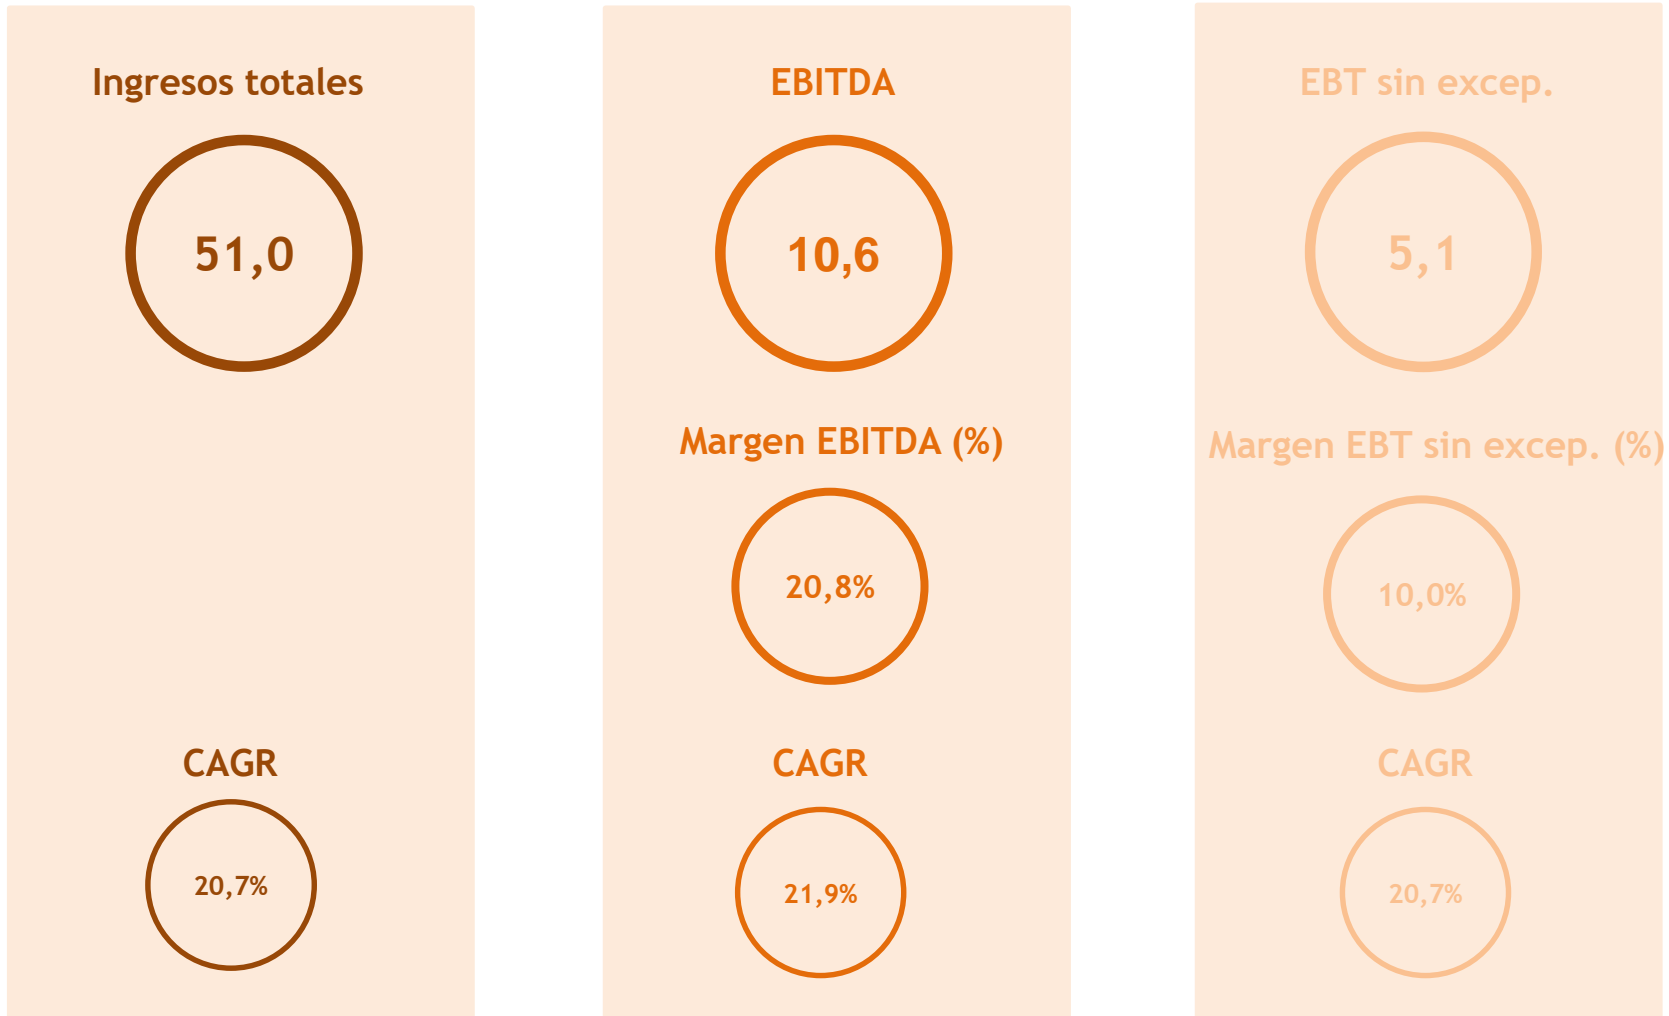 Ingresos totales
51,0
CAGR
20,7%
EBITDA
10,6
Margen EBITDA (%)
20,8%
CAGR
21,9%
EBT sin excep.
5,1
Margen EBT sin excep. (%)
10,0%
CAGR
20,7%